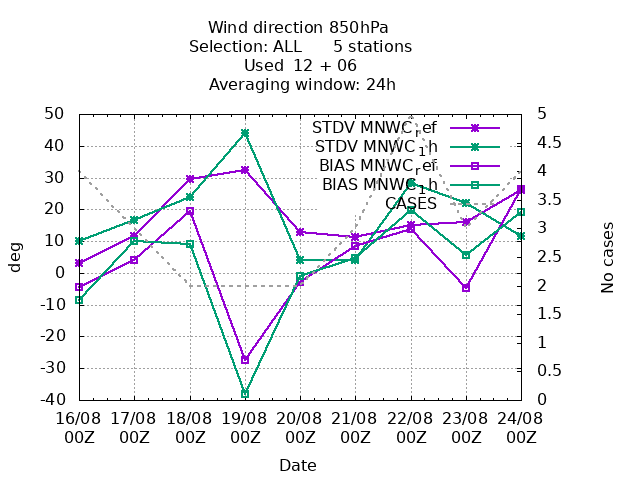 Wind direction 850hPa
Selection: ALL 5 stations
Used 12 + 06
Averaging window: 24h
STDV MNWC_ref
STDV MNWC_1h
BIAS MNWC_ref
BIAS MNWC_1h
CASES
50
40
30
20
10
0
-10
-20
-30
-40
deg
5
4.5
4
3.5
3
2.5
2
1.5
1
0.5
0
No cases
16/08 17/08 18/08 19/08 20/08 21/08 22/08 23/08 24/08
00Z 00Z 00Z 00Z 00Z 00Z 00Z 00Z 00Z
Date